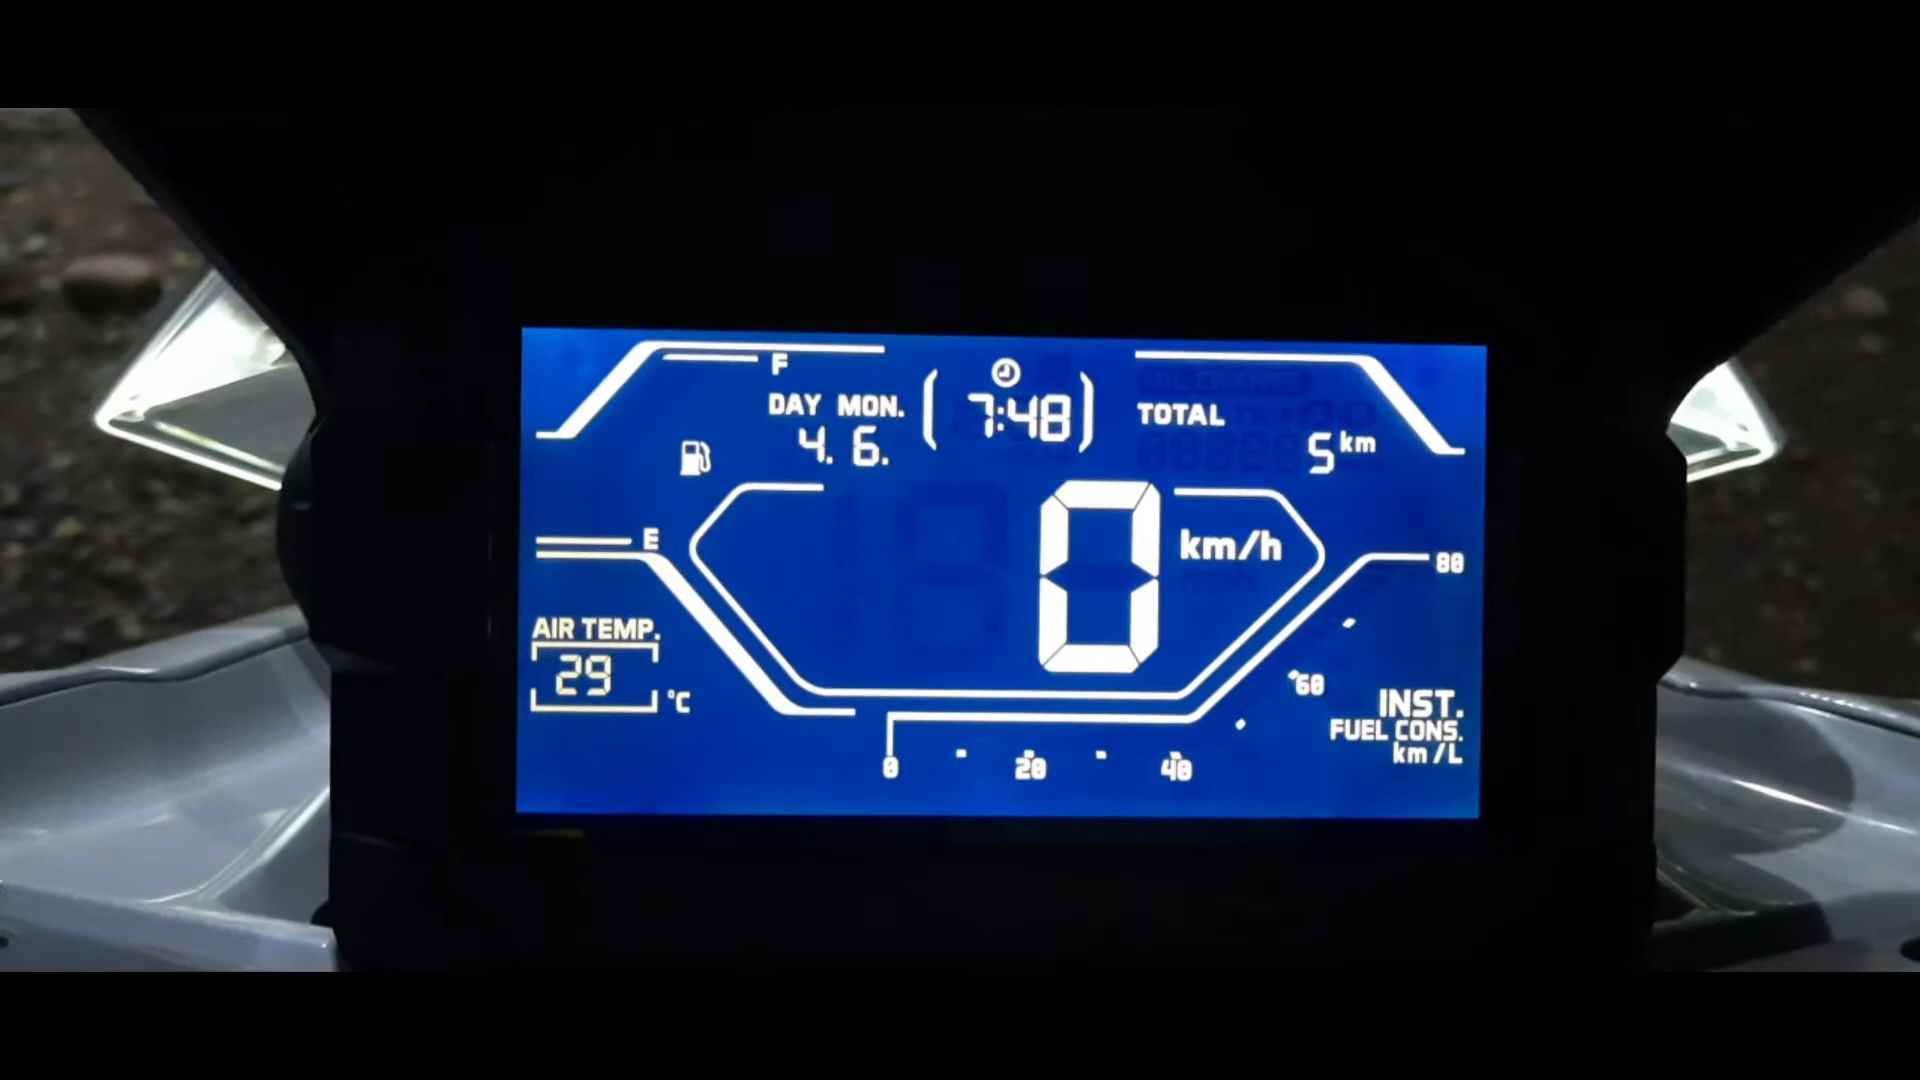 F
DAY MON.
4. 6.
7:48
TOTAL
5 km
E
0 km/h
80
60
AIR TEMP.
29
°C
INST.
FUEL CONS.
km/L
0 20 40